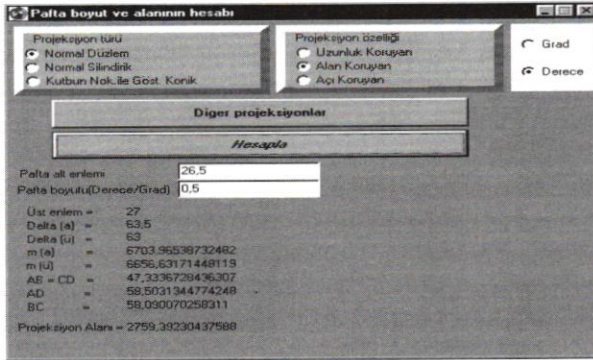 Pafta boyut ve alanının hesabı
Projeksiyon türü
Normal Düzlem
Normal Silindirik
Kutbun Nok.ile Göst. Konik
Projeksiyon özelliği
Uzunluk Koruyan
Alan Koruyan
Açı Koruyan
Grad
Derece
Diger projeksiyonlar
Hesapla
Pafta alt enlemi 26,5
Pafta boyutu(Derece/Grad) 0,5
Üst enlem = 27
Delta (a) = 63,5
Delta (ü) = 63
m (a) = 6703,96538732482
m (ü) = 6656,63171448119
AB = CD = 47,3336728436307
AD = 58,5031344774248
BC = 58,090070258311
Projeksiyon Alanı = 2759,39230437588